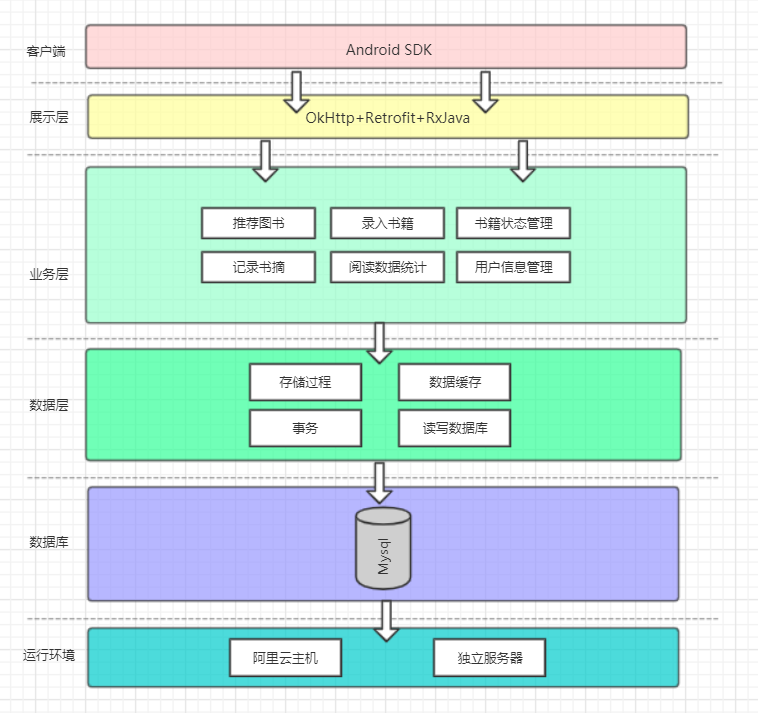 客户端
Android SDK
展示层
OkHttp+Retrofit+RxJava
业务层
推荐图书
录入书籍
书籍状态管理
记录书摘
阅读数据统计
用户信息管理
数据层
存储过程
数据缓存
事务
读写数据库
数据库
Mysql
运行环境
阿里云主机
独立服务器